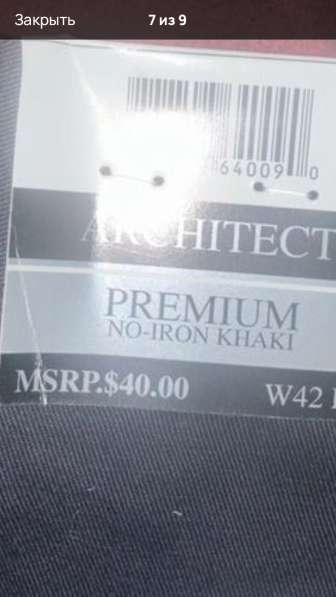 Закрыть 7 из 9
64009 0
ARCHITECT
PREMIUM
NO-IRON KHAKI
MSRP.$40.00 W42